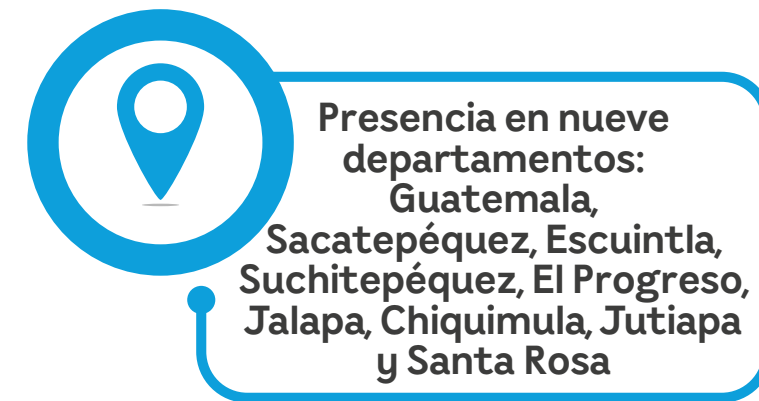 Presencia en nueve
departamentos:
Guatemala,
Sacatepéquez, Escuintla,
Suchitepéquez, El Progreso,
Jalapa, Chiquimula, Jutiapa
y Santa Rosa